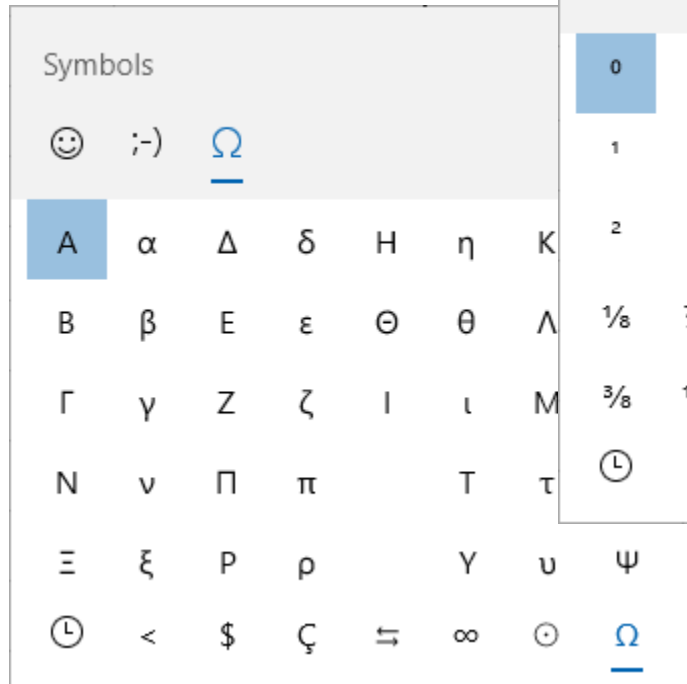 Symbols
☺ ;-) Ω
Α α Δ δ Η η Κ
Β β Ε ε Θ θ Λ
Γ γ Ζ ζ Ι ι Μ
Ν ν Π π Τ τ
Ξ ξ Ρ ρ Υ υ Ψ
< $ Ç ⇆ ∞ ⊙ Ω
⁰
¹
²
⅛
⅜